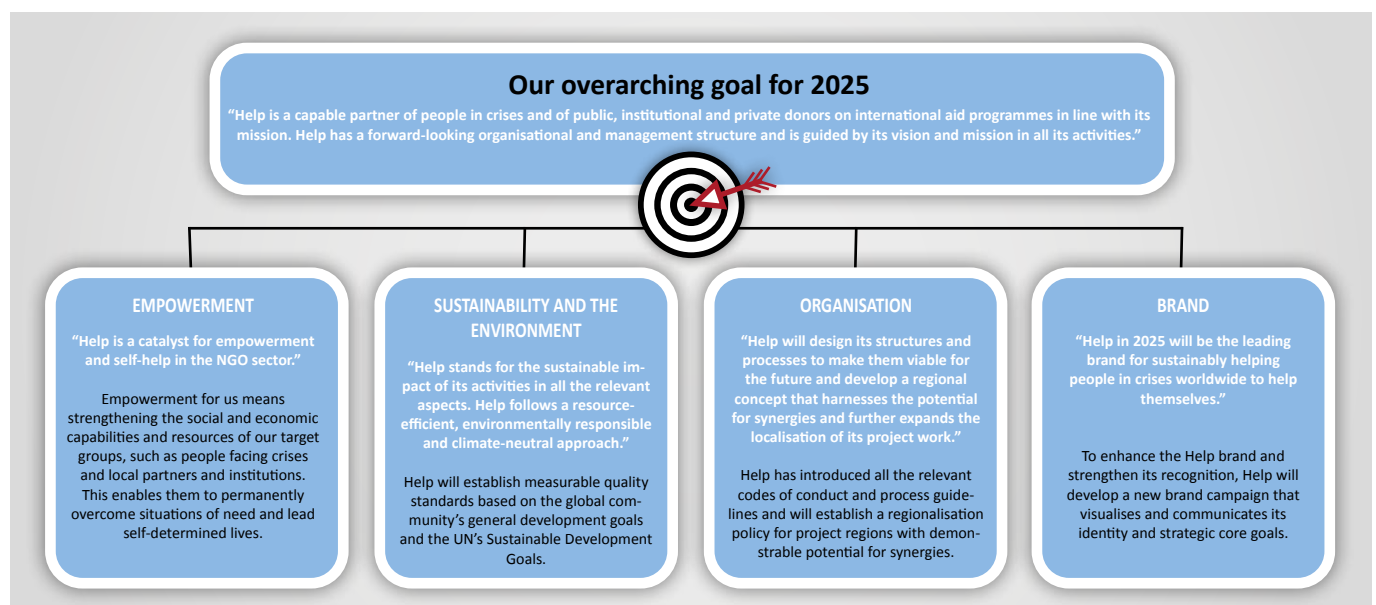 Our overarching goal for 2025
“Help is a capable partner of people in crises and of public, institutional and private donors on international aid programmes in line with its
mission. Help has a forward-looking organisational and management structure and is guided by its vision and mission in all its activities.”
EMPOWERMENT
“Help is a catalyst for empowerment
and self-help in the NGO sector.”
Empowerment for us means
strengthening the social and economic
capabilities and resources of our target
groups, such as people facing crises
and local partners and institutions.
This enables them to permanently
overcome situations of need and lead
self-determined lives.
SUSTAINABILITY AND THE
ENVIRONMENT
“Help stands for the sustainable im-
pact of its activities in all the relevant
aspects. Help follows a resource-
efficient, environmentally responsible
and climate-neutral approach.”
Help will establish measurable quality
standards based on the global com-
munity’s general development goals
and the UN’s Sustainable Development
Goals.
ORGANISATION
“Help will design its structures and
processes to make them viable for
the future and develop a regional
concept that harnesses the potential
for synergies and further expands the
localisation of its project work.”
Help has introduced all the relevant
codes of conduct and process guide-
lines and will establish a regionalisation
policy for project regions with demon-
strable potential for synergies.
BRAND
“Help in 2025 will be the leading
brand for sustainably helping
people in crises worldwide to help
themselves.”
To enhance the Help brand and
strengthen its recognition, Help will
develop a new brand campaign that
visualises and communicates its
identity and strategic core goals.